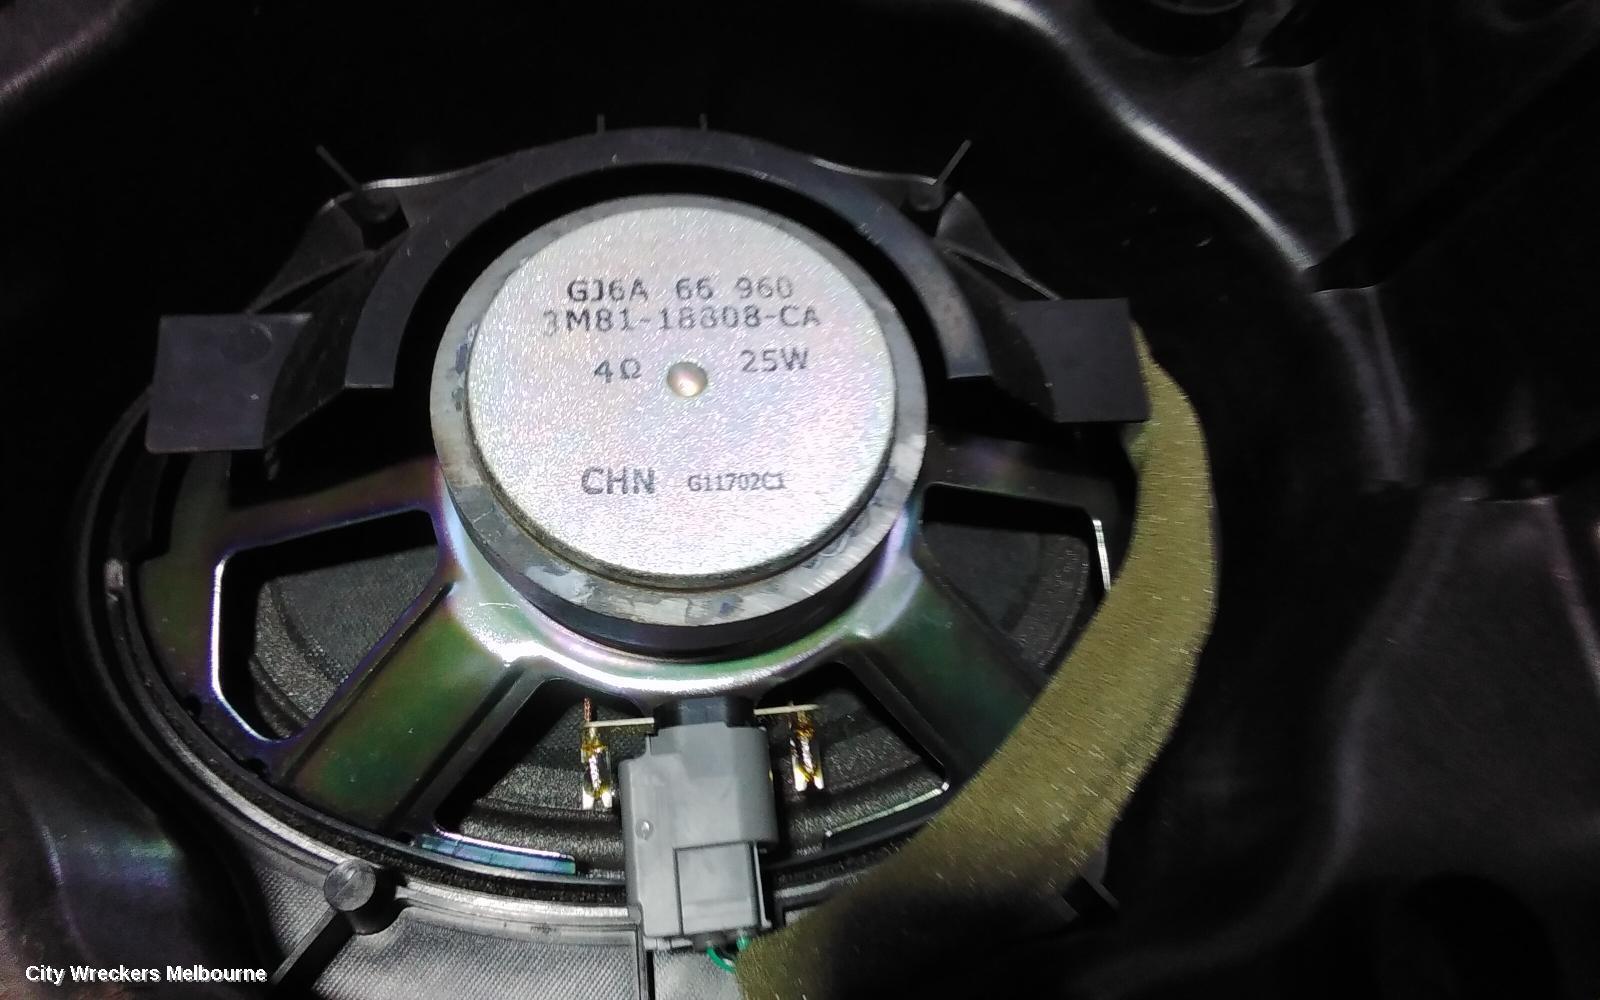 GJ6A 66 960
3M81-18808-CA
4Ω 25W
CHN G11702C1
City Wreckers Melbourne